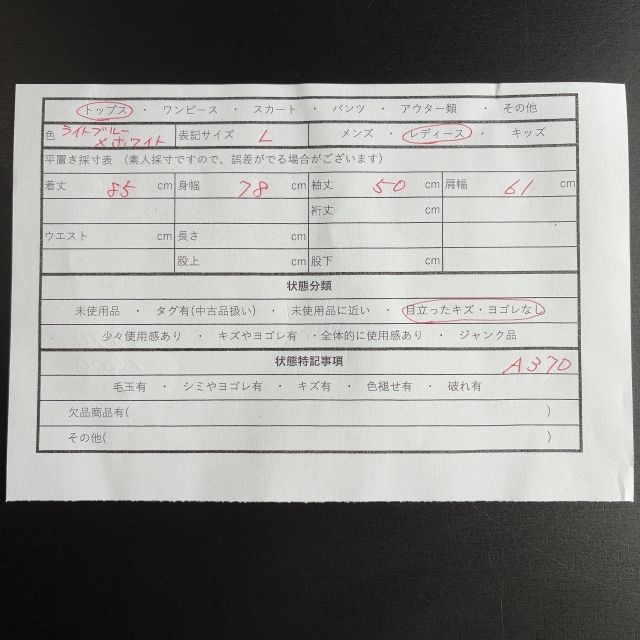 トップス ・ ワンピース ・ スカート ・ パンツ ・ アウター類 ・ その他
色 ライトブルー×ホワイト 表記サイズ L メンズ ・ レディース ・ キッズ
平置き採寸表 （素人採寸ですので、誤差がでる場合がございます）
着丈 85 cm 身幅 78 cm 袖丈 50 cm 肩幅 61 cm
裄丈 cm
ウエスト cm 長さ cm
股上 cm 股下 cm
状態分類
未使用品 ・ タグ有(中古品扱い) ・ 未使用品に近い ・ 目立ったキズ・ヨゴレなし
少々使用感あり ・ キズやヨゴレ有 ・全体的に使用感あり ・ ジャンク品
状態特記事項 A370
毛玉有 ・ シミやヨゴレ有 ・ キズ有 ・ 色褪せ有 ・ 破れ有
欠品商品有( )
その他( )